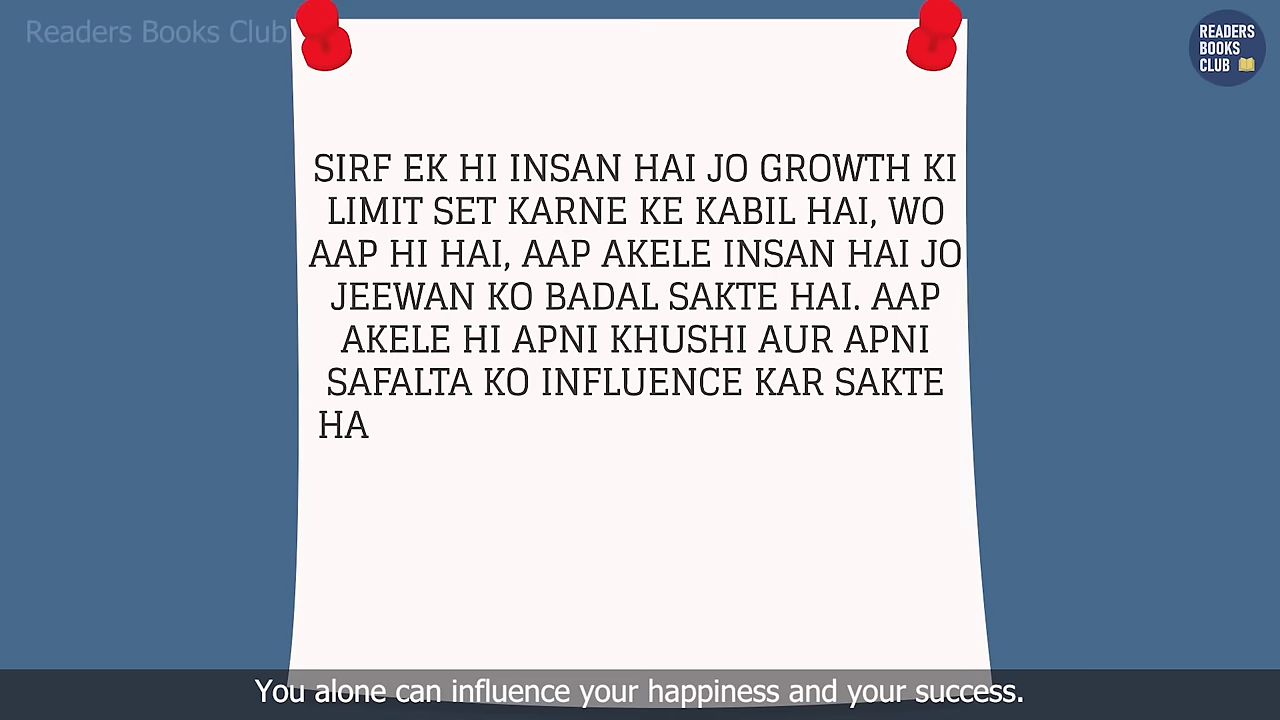 Readers Books Club
READERS
BOOKS
CLUB
SIRF EK HI INSAN HAI JO GROWTH KI
LIMIT SET KARNE KE KABIL HAI, WO
AAP HI HAI, AAP AKELE INSAN HAI JO
JEEWAN KO BADAL SAKTE HAI. AAP
AKELE HI APNI KHUSHI AUR APNI
SAFALTA KO INFLUENCE KAR SAKTE
HA
You alone can influence your happiness and your success.